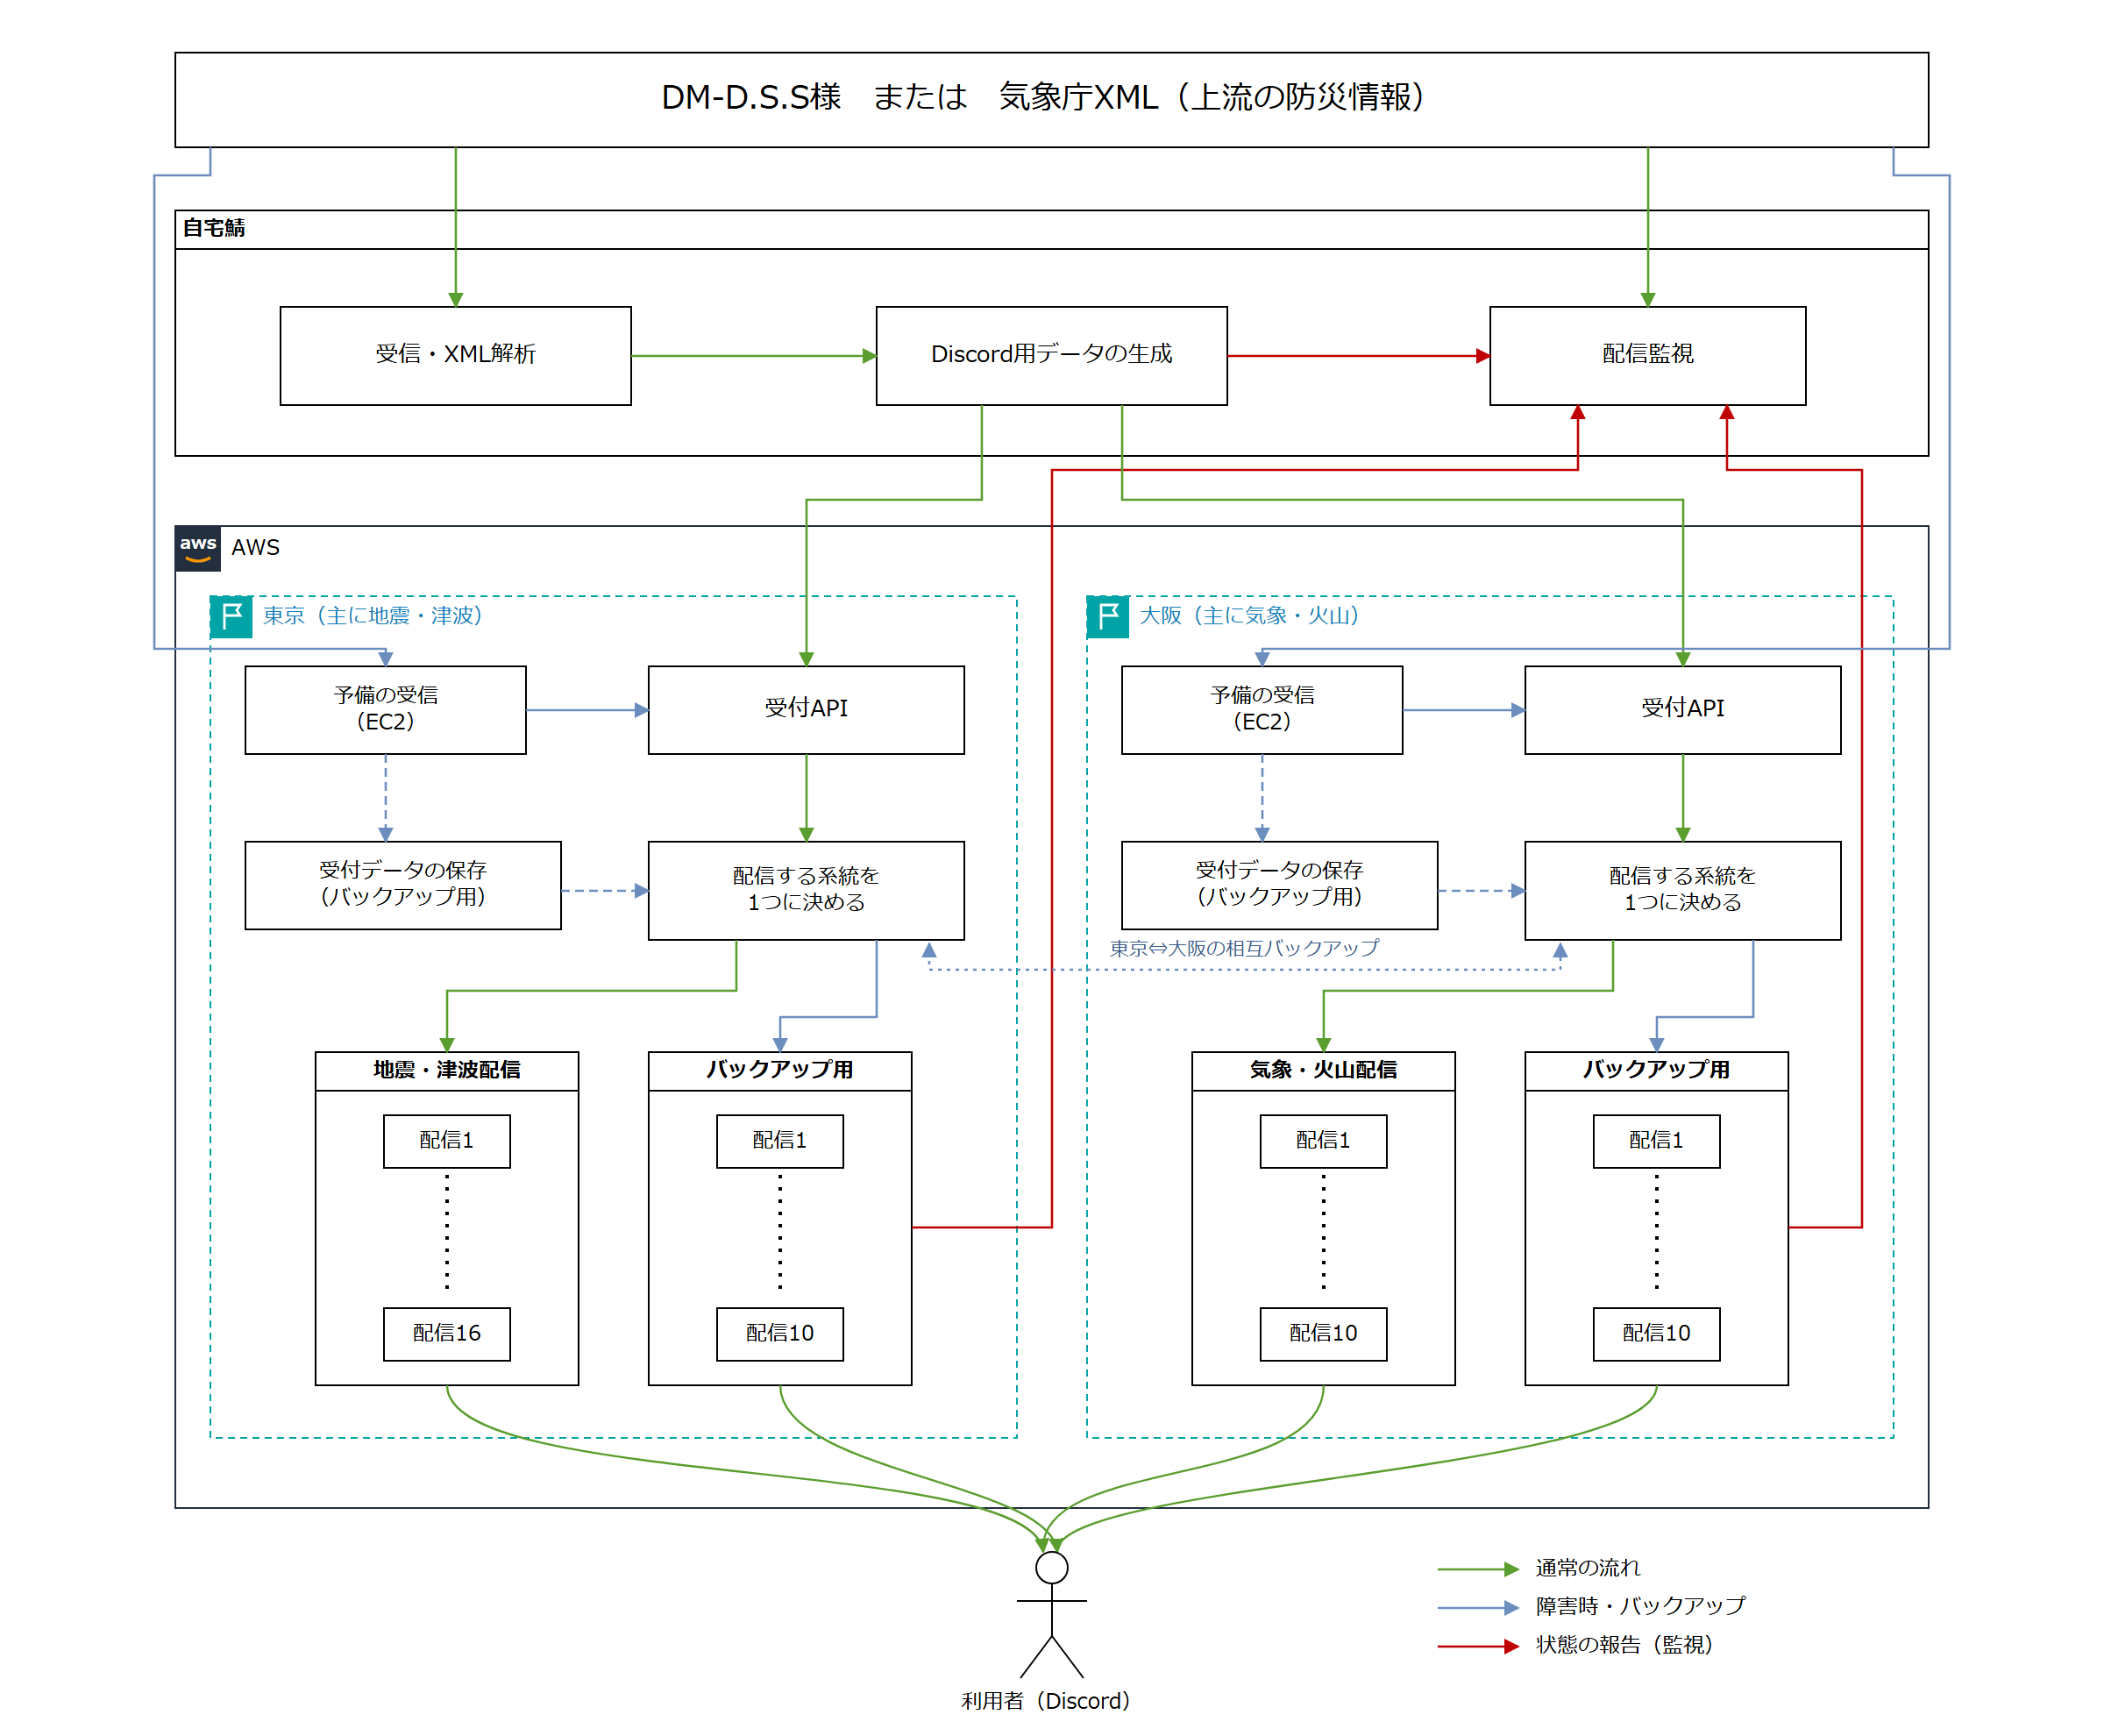 DM-D.S.S様　または　気象庁XML（上流の防災情報）
自宅鯖
受信・XML解析
Discord用データの生成
配信監視
aws
AWS
東京（主に地震・津波）
予備の受信
（EC2）
受付API
受付データの保存
（バックアップ用）
配信する系統を
1つに決める
地震・津波配信
配信1
配信16
バックアップ用
配信1
配信10
東京⇔大阪の相互バックアップ
大阪（主に気象・火山）
予備の受信
（EC2）
受付API
受付データの保存
（バックアップ用）
配信する系統を
1つに決める
気象・火山配信
配信1
配信10
バックアップ用
配信1
配信10
利用者（Discord）
通常の流れ
障害時・バックアップ
状態の報告（監視）